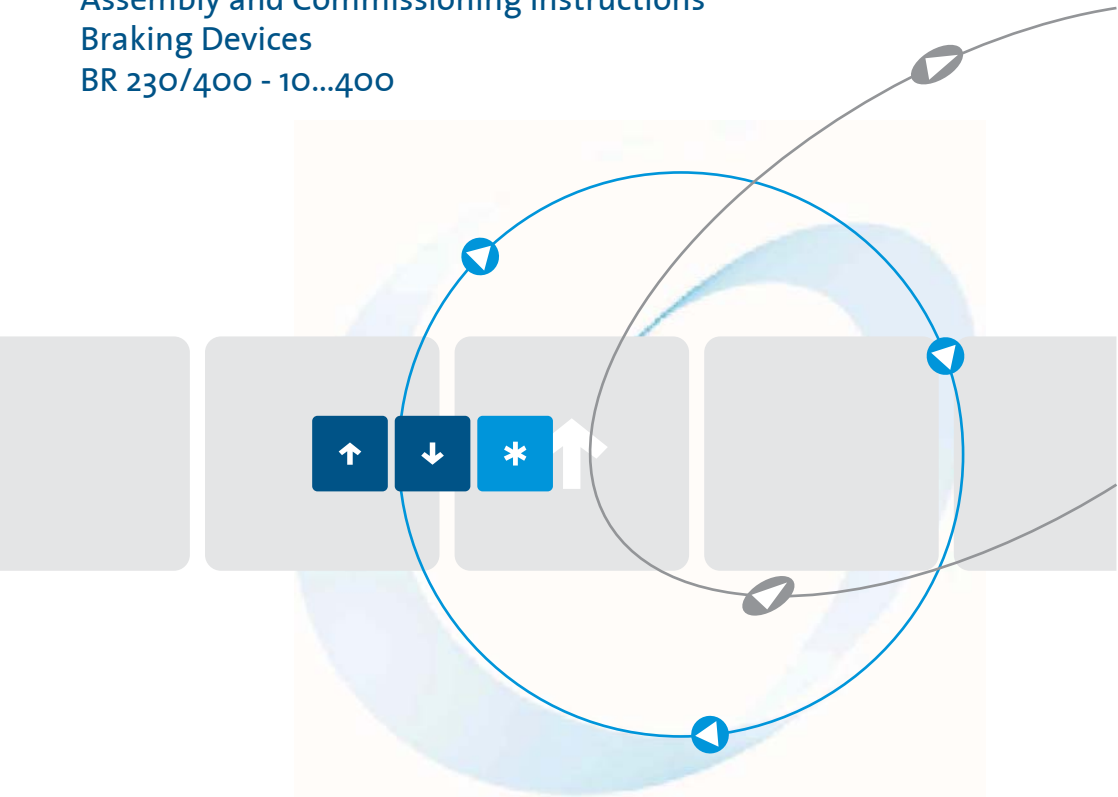 Assembly and Commissioning Instructions
Braking Devices
BR 230/400 - 10...400